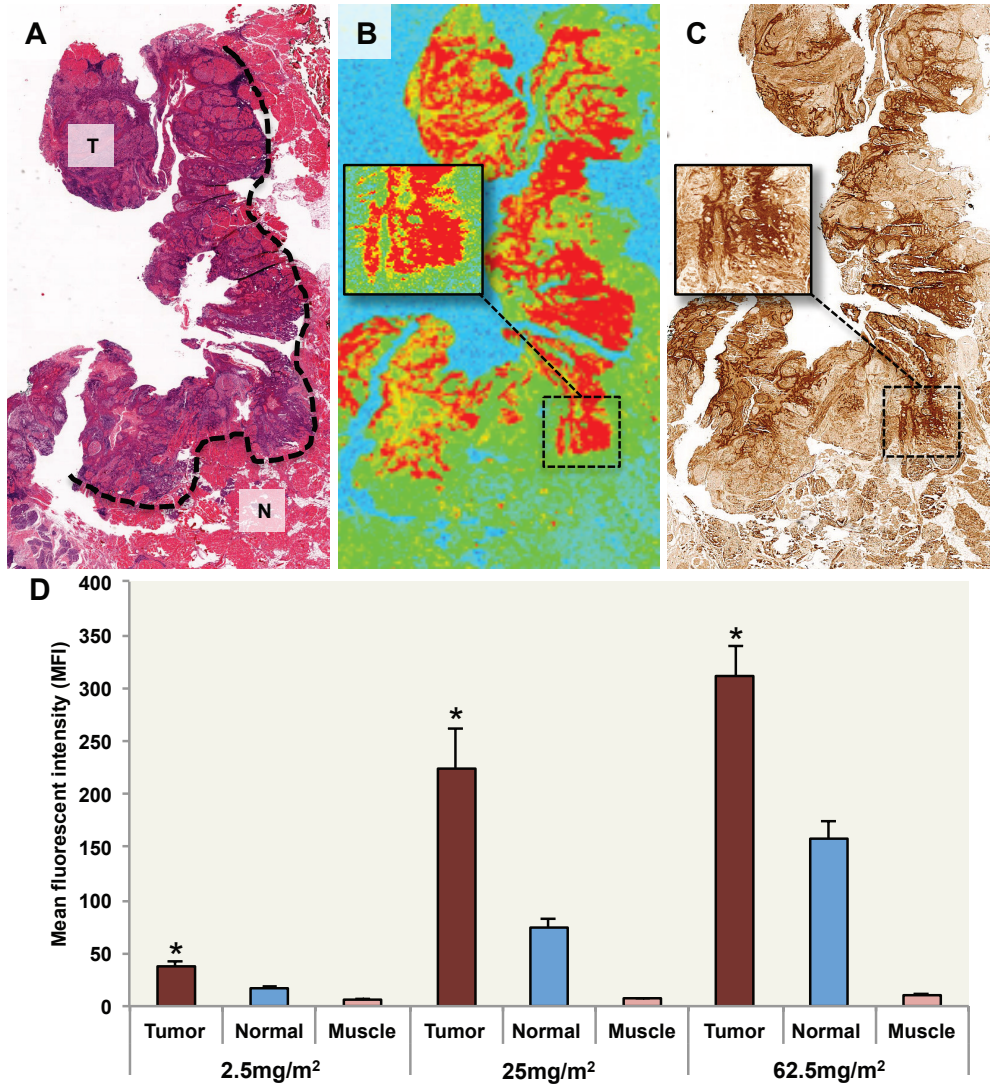 A
B
C
T
N
D
Mean fluorescent intensity (MFI)
400
350
300
250
200
150
100
50
0
*
*
*
Tumor Normal Muscle Tumor Normal Muscle Tumor Normal Muscle
2.5mg/m² 25mg/m² 62.5mg/m²